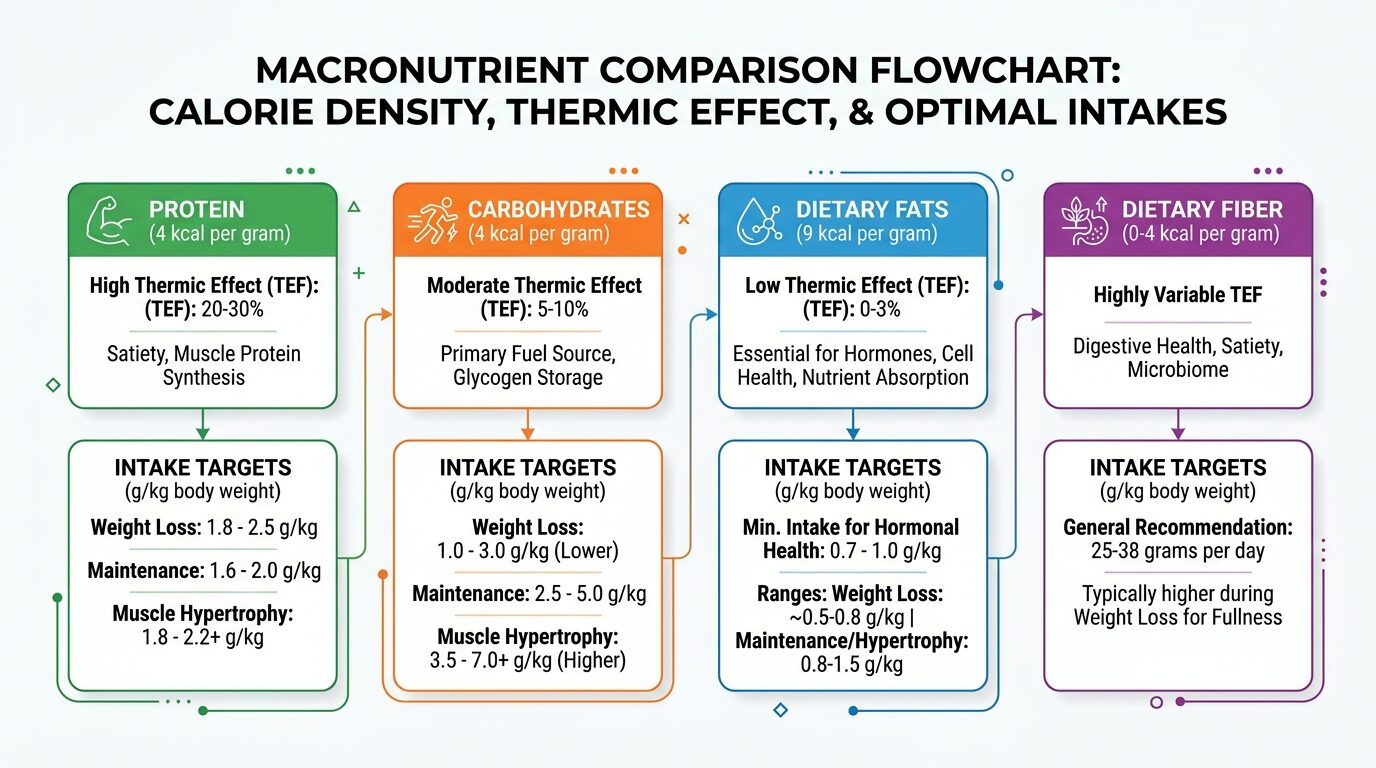 MACRONUTRIENT COMPARISON FLOWCHART:
CALORIE DENSITY, THERMIC EFFECT, & OPTIMAL INTAKES
PROTEIN
(4 kcal per gram)
High Thermic Effect (TEF):
(TEF): 20-30%
Satiety, Muscle Protein
Synthesis
INTAKE TARGETS
(g/kg body weight)
Weight Loss: 1.8 - 2.5 g/kg
Maintenance: 1.6 - 2.0 g/kg
Muscle Hypertrophy:
1.8 - 2.2+ g/kg
CARBOHYDRATES
(4 kcal per gram)
Moderate Thermic Effect
(TEF): 5-10%
Primary Fuel Source,
Glycogen Storage
INTAKE TARGETS
(g/kg body weight)
Weight Loss:
1.0 - 3.0 g/kg (Lower)
Maintenance: 2.5 - 5.0 g/kg
Muscle Hypertrophy:
3.5 - 7.0+ g/kg (Higher)
DIETARY FATS
(9 kcal per gram)
Low Thermic Effect (TEF):
(TEF): 0-3%
Essential for Hormones, Cell
Health, Nutrient Absorption
INTAKE TARGETS
(g/kg body weight)
Min. Intake for Hormonal
Health: 0.7 - 1.0 g/kg
Ranges: Weight Loss:
~0.5-0.8 g/kg |
Maintenance/Hypertrophy:
0.8-1.5 g/kg
DIETARY FIBER
(0-4 kcal per gram)
Highly Variable TEF
Digestive Health, Satiety,
Microbiome
INTAKE TARGETS
(g/kg body weight)
General Recommendation:
25-38 grams per day
Typically higher during
Weight Loss for Fullness